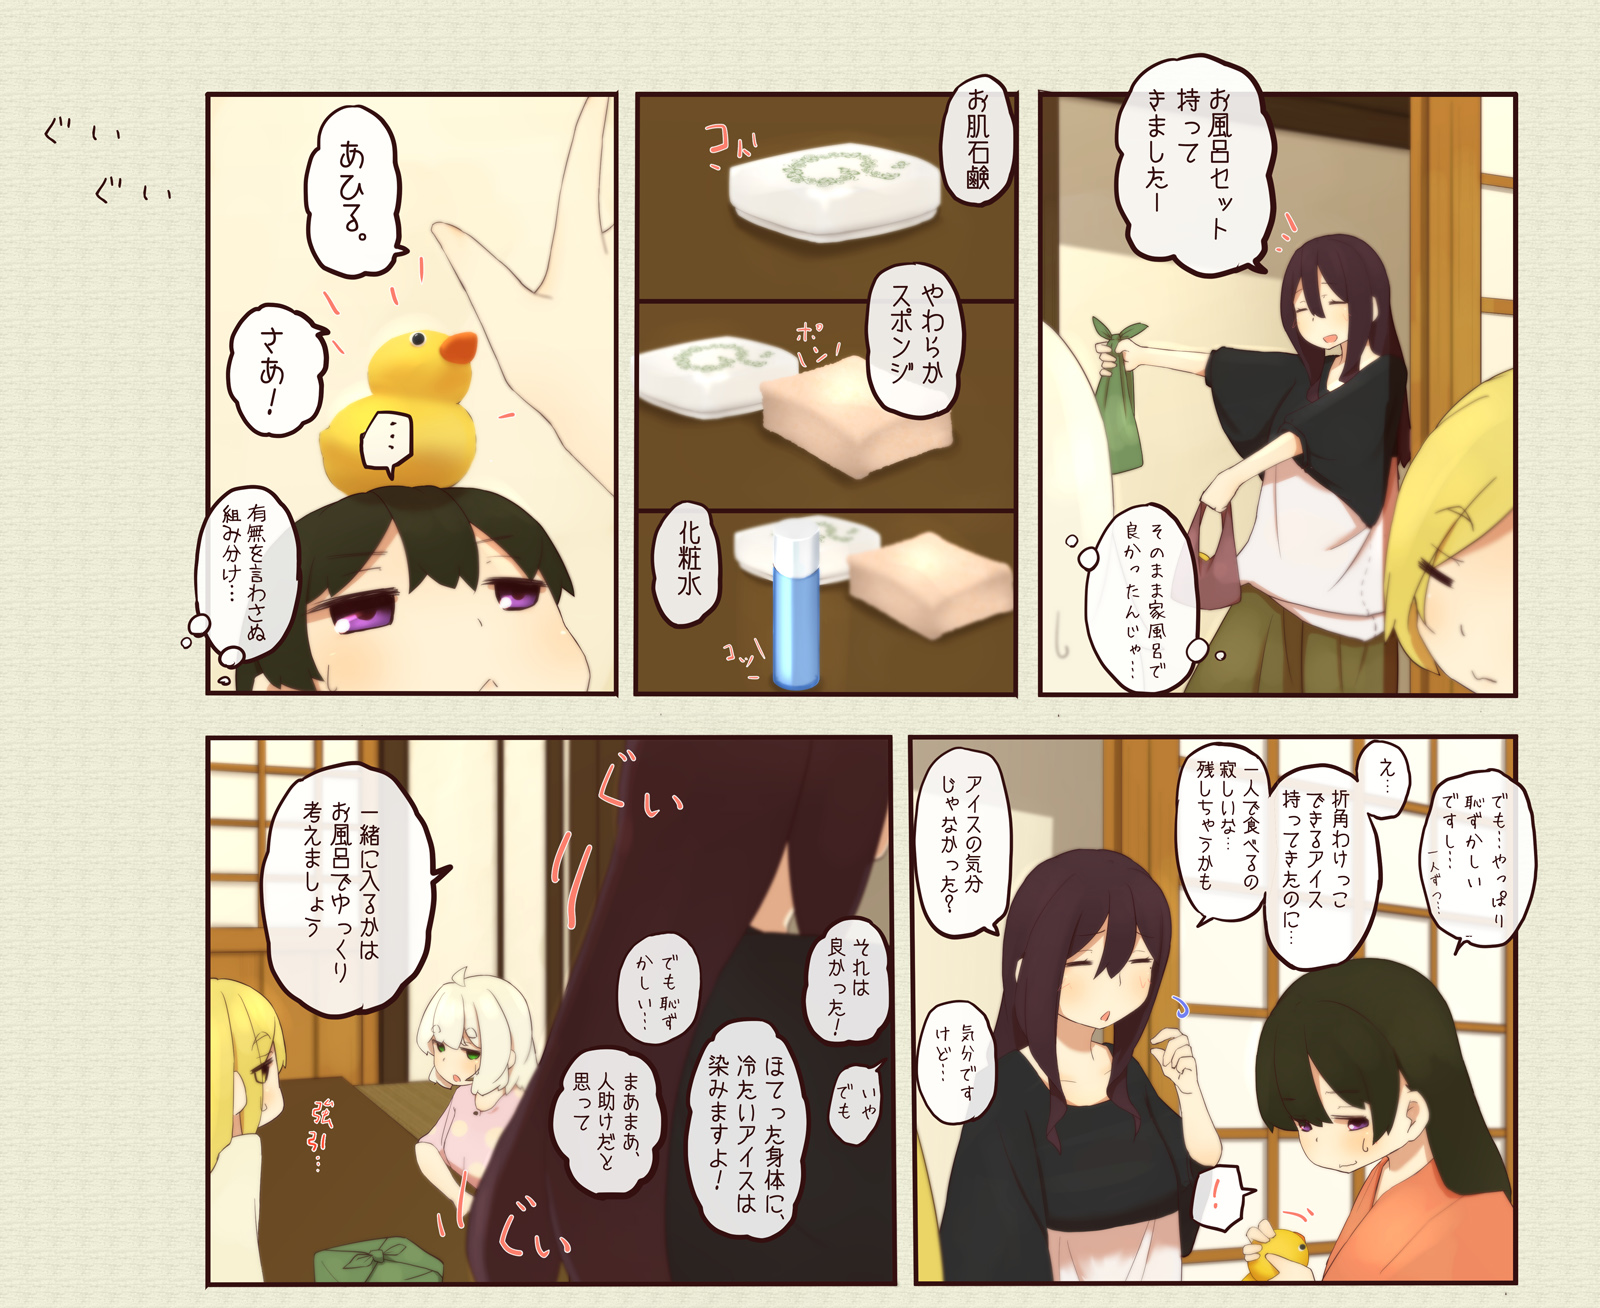 お風呂セット
持って
きましたー
そのまま家風呂で
良かったんじゃ…
お肌石鹸
コト
やわらか
スポンジ
ポン
化粧水
コッ
あひる。
さあ!
…
有無を言わさぬ
組み分け…
ぐい
ぐい
でも…やっぱり
恥ずかしい
ですし…
一人ずつ…
え…
折角わけっこ
できるアイス
持ってきたのに…
一人で食べるの
寂しいな…
残しちゃうかも
!
アイスの気分
じゃなかった?
気分です
けど…
それは
良かった!
いや
でも
ほてった身体に、
冷たいアイスは
染みますよ!
でも恥ず
かしい…
まあまあ、
人助けだと
思って
ぐい
ぐい
一緒に入るかは
お風呂でゆっくり
考えましょう
強引…